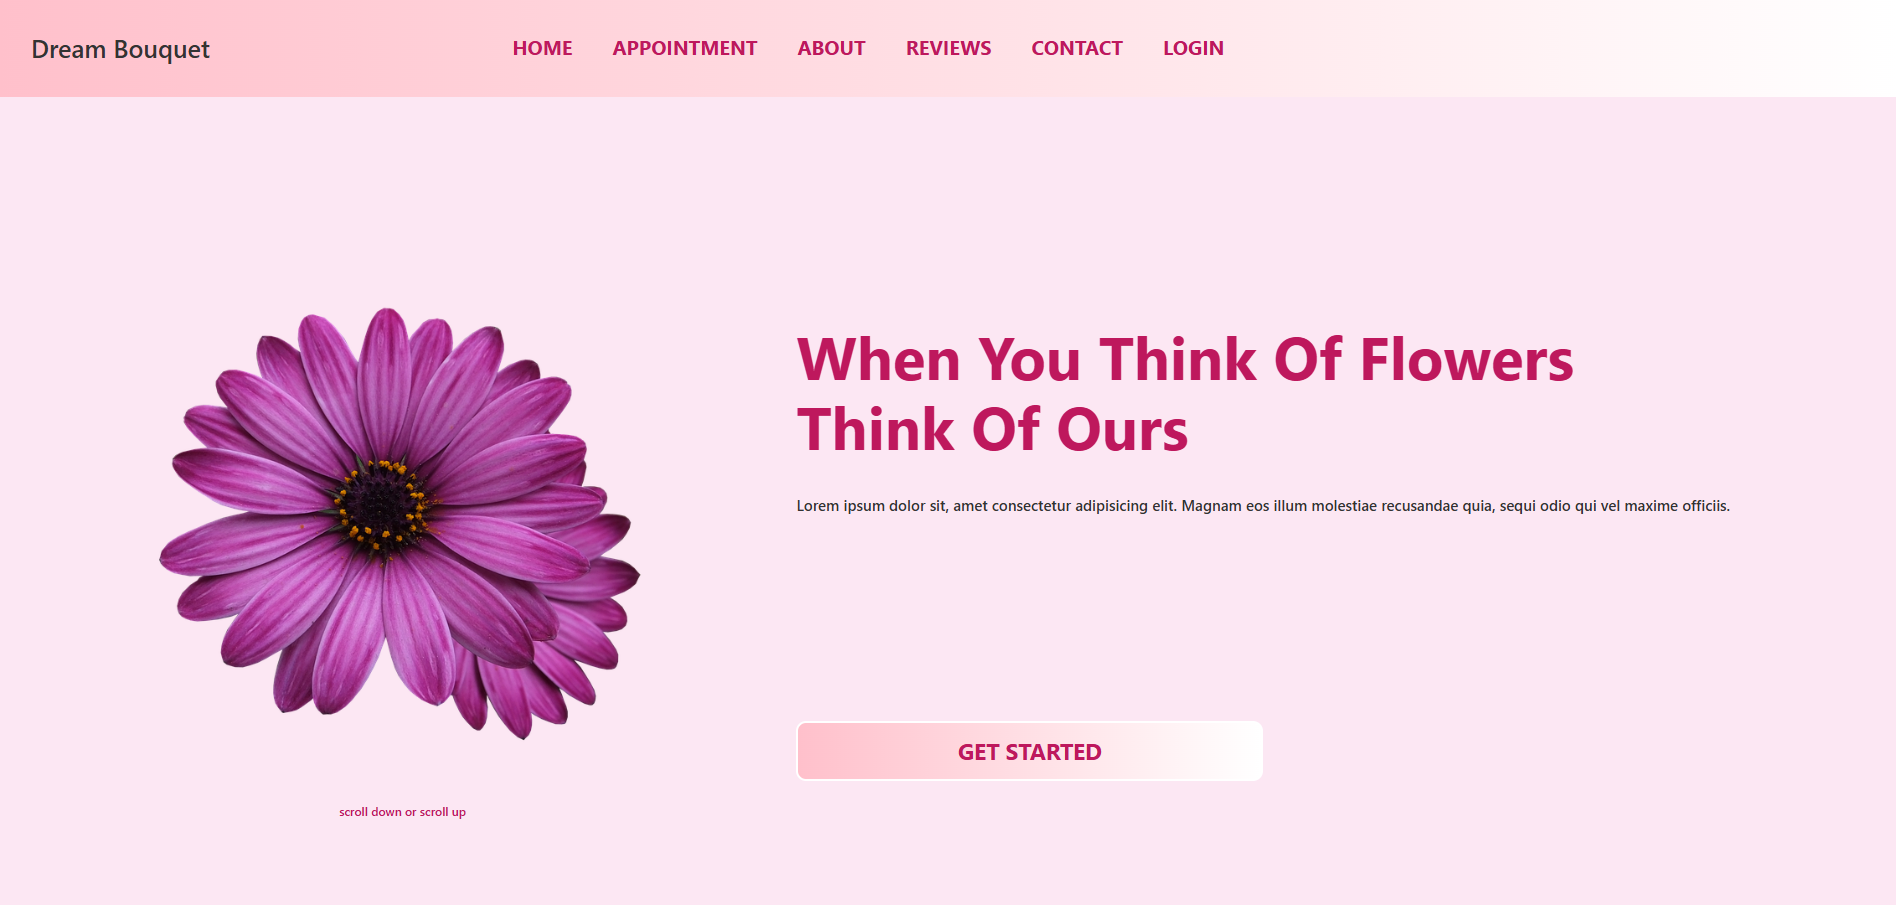 Dream Bouquet
HOME APPOINTMENT ABOUT REVIEWS CONTACT LOGIN
When You Think Of Flowers
Think Of Ours
Lorem ipsum dolor sit, amet consectetur adipisicing elit. Magnam eos illum molestiae recusandae quia, sequi odio qui vel maxime officiis.
GET STARTED
scroll down or scroll up